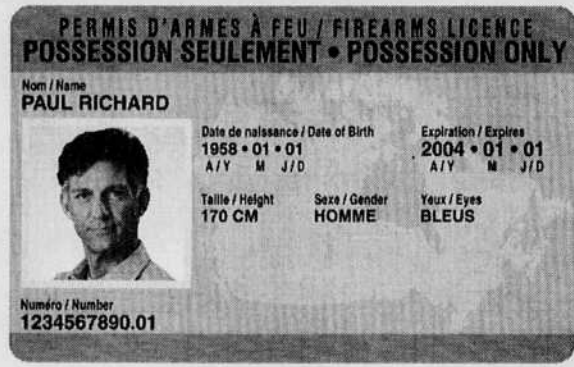 PERMIS D'ARMES À FEU / FIREARMS LICENCE
POSSESSION SEULEMENT • POSSESSION ONLY
Nom / Name
PAUL RICHARD
Date de naissance / Date of Birth
1958 • 01 • 01
A/Y M J/D
Expiration / Expires
2004 • 01 • 01
A/Y M J/D
Taille / Height
170 CM
Sexe / Gender
HOMME
Yeux / Eyes
BLEUS
Numéro / Number
1234567890.01